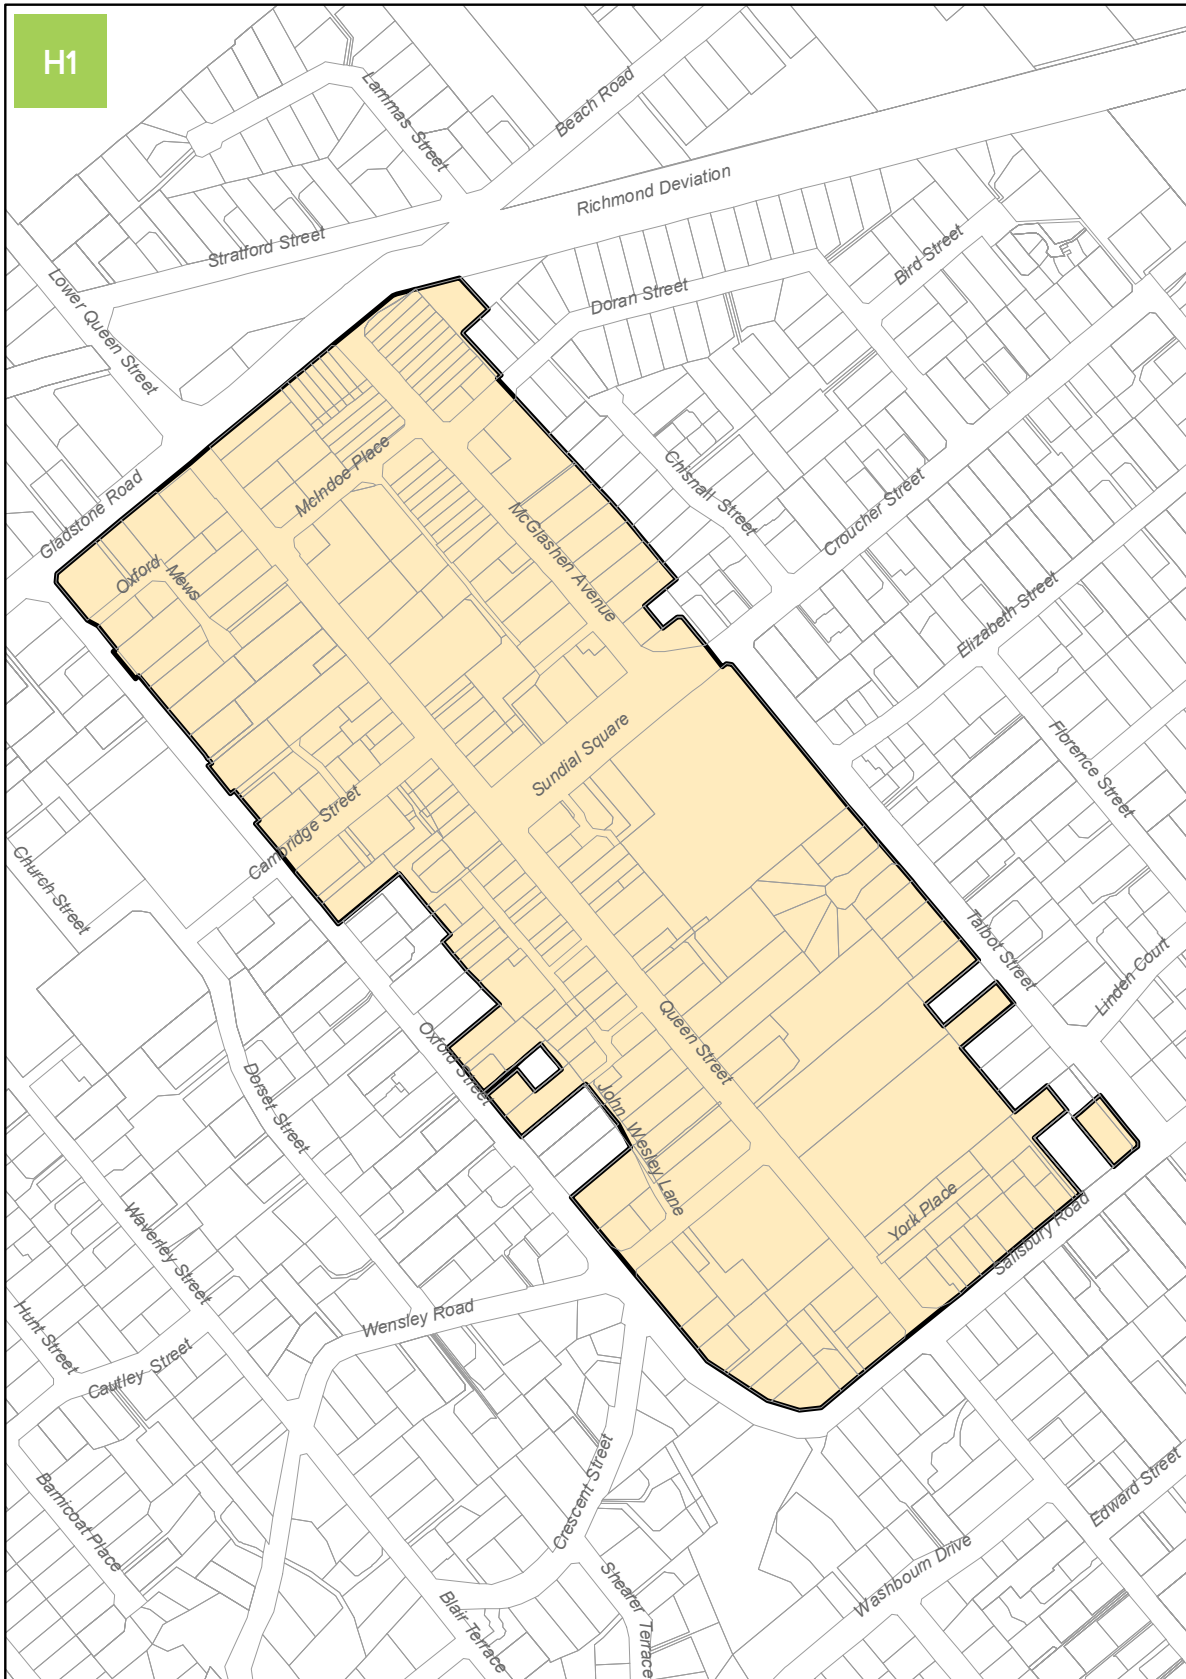 H1
Lammas Street
Beach Road
Richmond Deviation
Stratford Street
Bird Street
Lower Queen Street
Doran Street
McIndoe Place
Chisnall Street
Gladstone Road
McGlashen Avenue
Croucher Street
Oxford Mews
Elizabeth Street
Sundial Square
Florence Street
Cambridge Street
Church Street
Talbot Street
Linden Court
Queen Street
Oxford Street
Dorset Street
John Wesley Lane
York Place
Salisbury Road
Waverley Street
Wensley Road
Hunt Street
Cautley Street
Crescent Street
Edward Street
Barnicoat Place
Washbourn Drive
Blair Terrace
Shearer Terrace